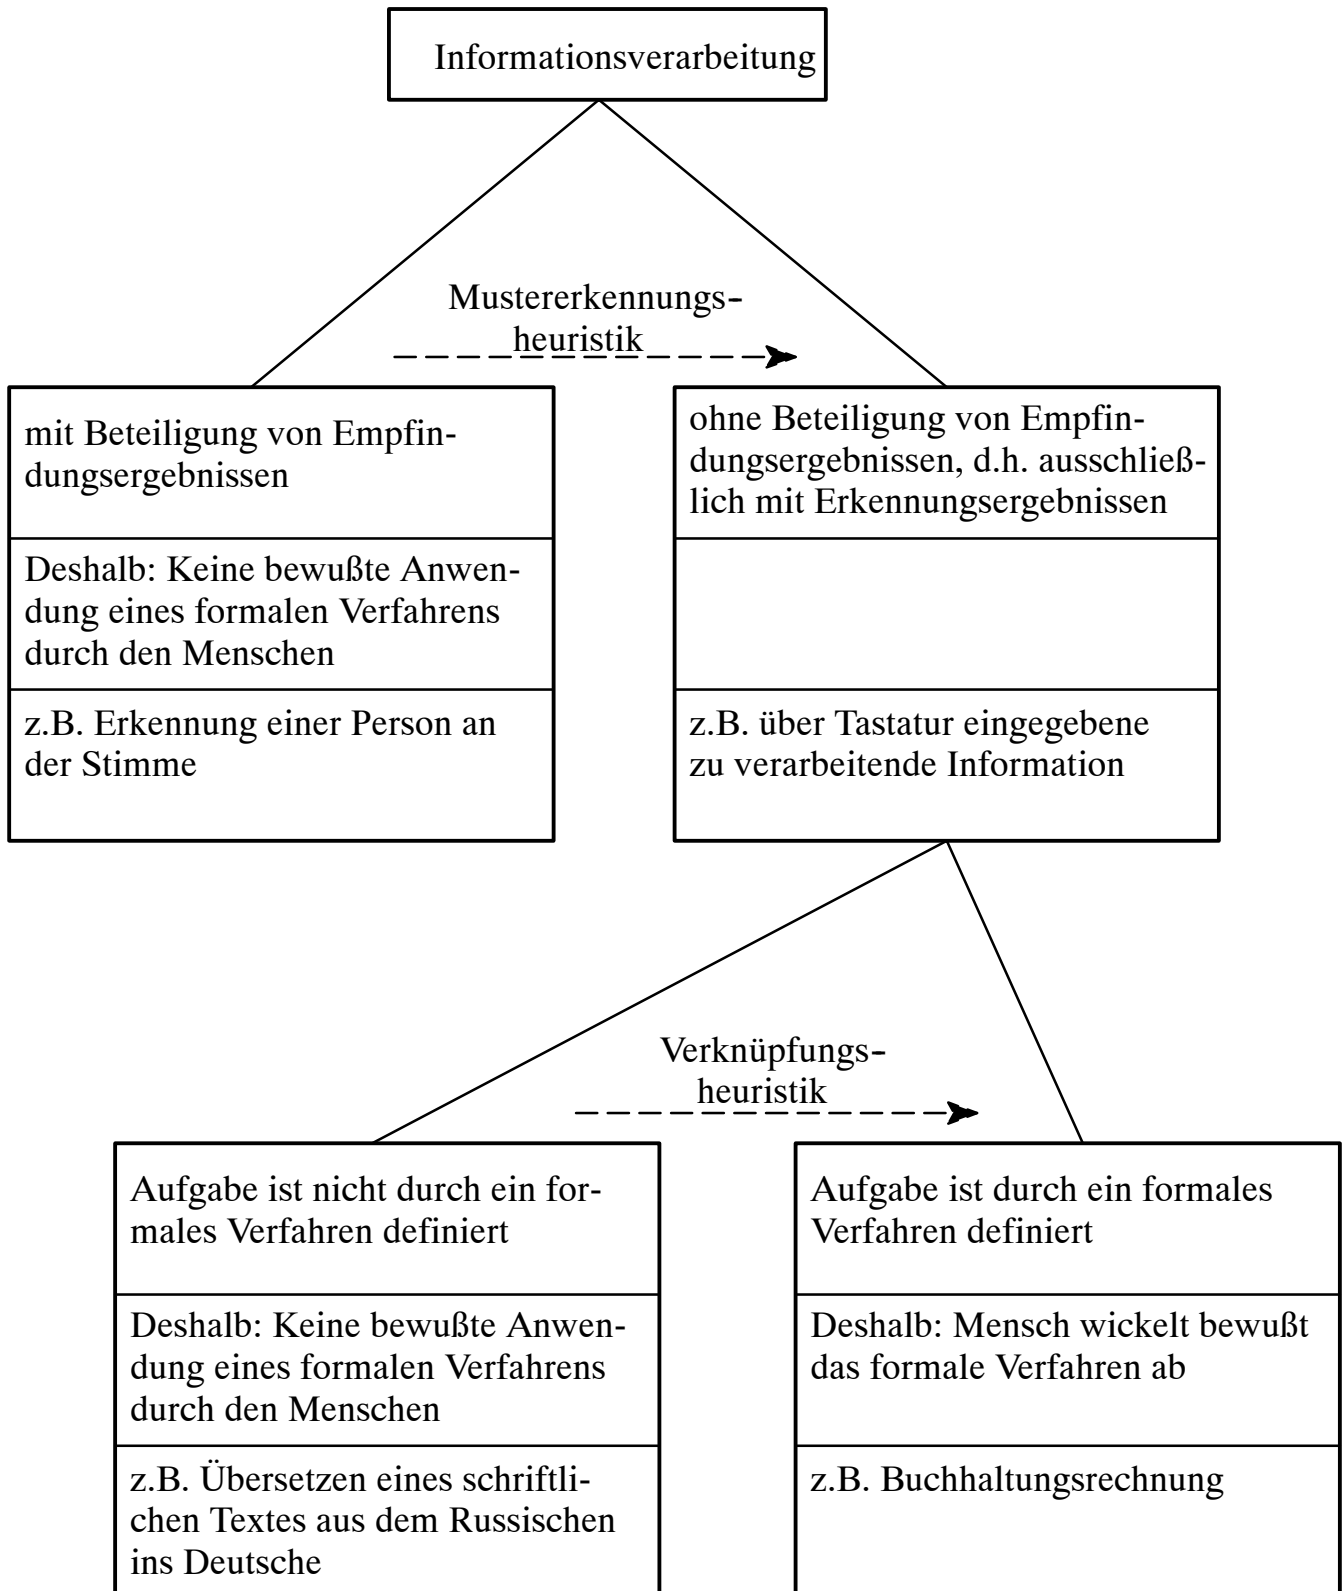 Informationsverarbeitung
Mustererkennungs-
heuristik
mit Beteiligung von Empfin-
dungsergebnissen
Deshalb: Keine bewußte Anwen-
dung eines formalen Verfahrens
durch den Menschen
z.B. Erkennung einer Person an
der Stimme
ohne Beteiligung von Empfin-
dungsergebnissen, d.h. ausschließ-
lich mit Erkennungsergebnissen
z.B. über Tastatur eingegebene
zu verarbeitende Information
Verknüpfungs-
heuristik
Aufgabe ist nicht durch ein for-
males Verfahren definiert
Deshalb: Keine bewußte Anwen-
dung eines formalen Verfahrens
durch den Menschen
z.B. Übersetzen eines schriftli-
chen Textes aus dem Russischen
ins Deutsche
Aufgabe ist durch ein formales
Verfahren definiert
Deshalb: Mensch wickelt bewußt
das formale Verfahren ab
z.B. Buchhaltungsrechnung